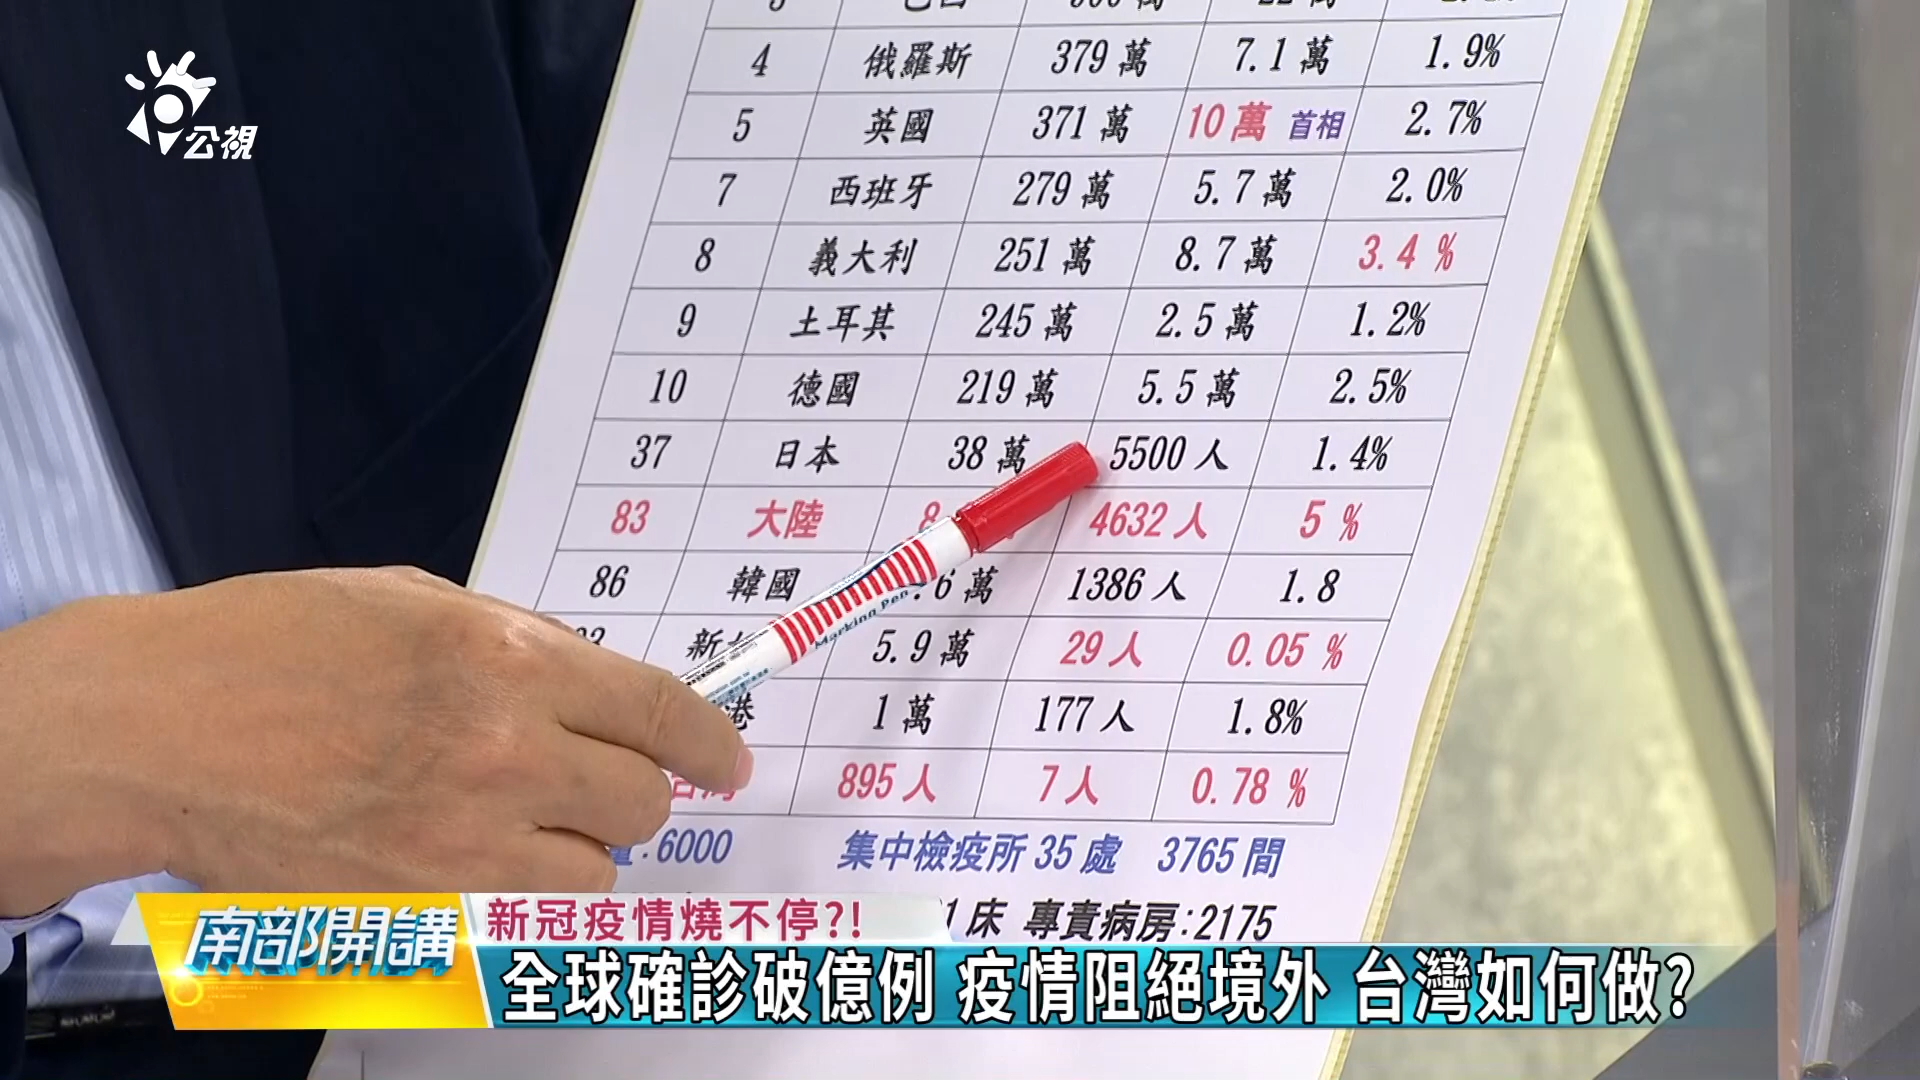 公視
4 俄羅斯 379 萬 7.1 萬 1.9%
5 英國 371 萬 10 萬 首相 2.7%
7 西班牙 279 萬 5.7 萬 2.0%
8 義大利 251 萬 8.7 萬 3.4 %
9 土耳其 245 萬 2.5 萬 1.2%
10 德國 219 萬 5.5 萬 2.5%
37 日本 38 萬 5500 人 1.4%
83 大陸 4632 人 5 %
86 韓國 6 萬 1386 人 1.8
新 5.9 萬 29 人 0.05 %
港 1 萬 177 人 1.8%
台灣 895 人 7 人 0.78 %
量:6000 集中檢疫所 35 處 3765 間
床 專責病房:2175
南部開講
新冠疫情燒不停?!
全球確診破億例 疫情阻絕境外 台灣如何做?